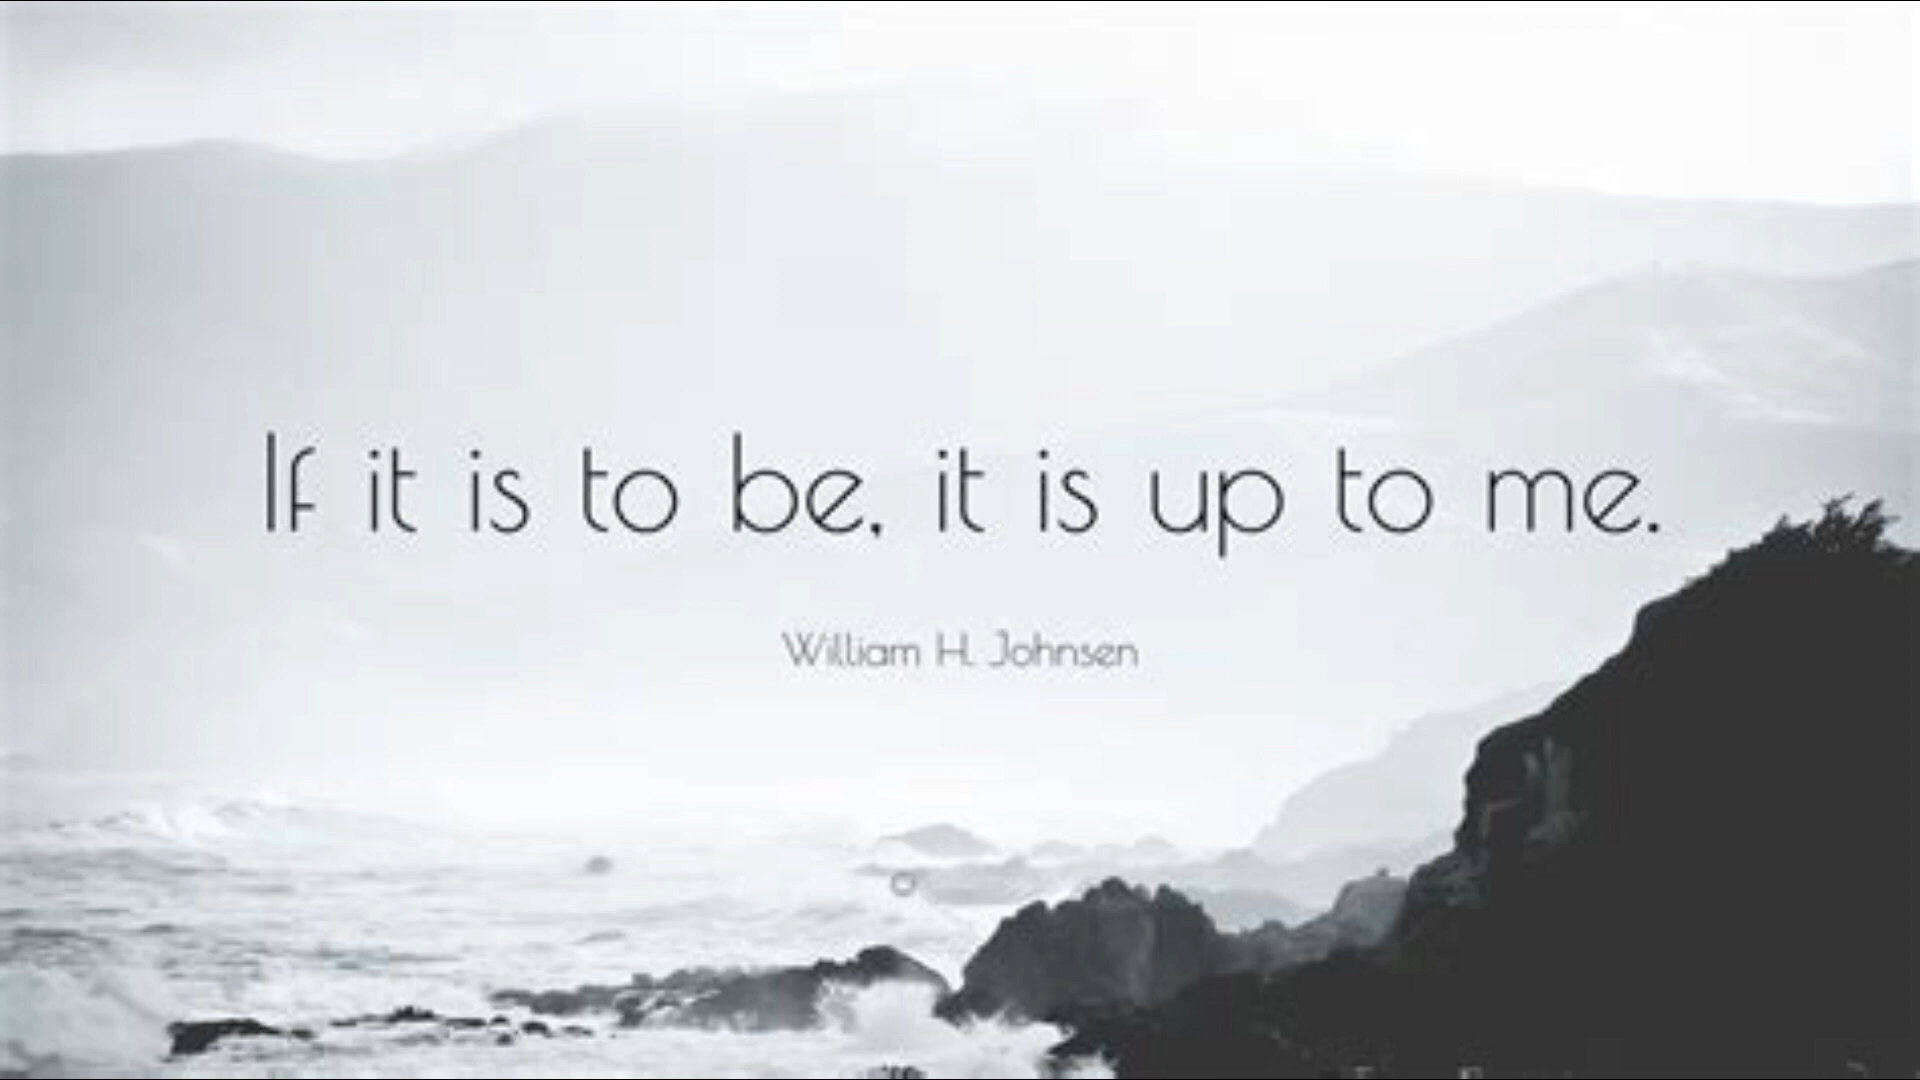 If it is to be, it is up to me.
William H. Johnsen